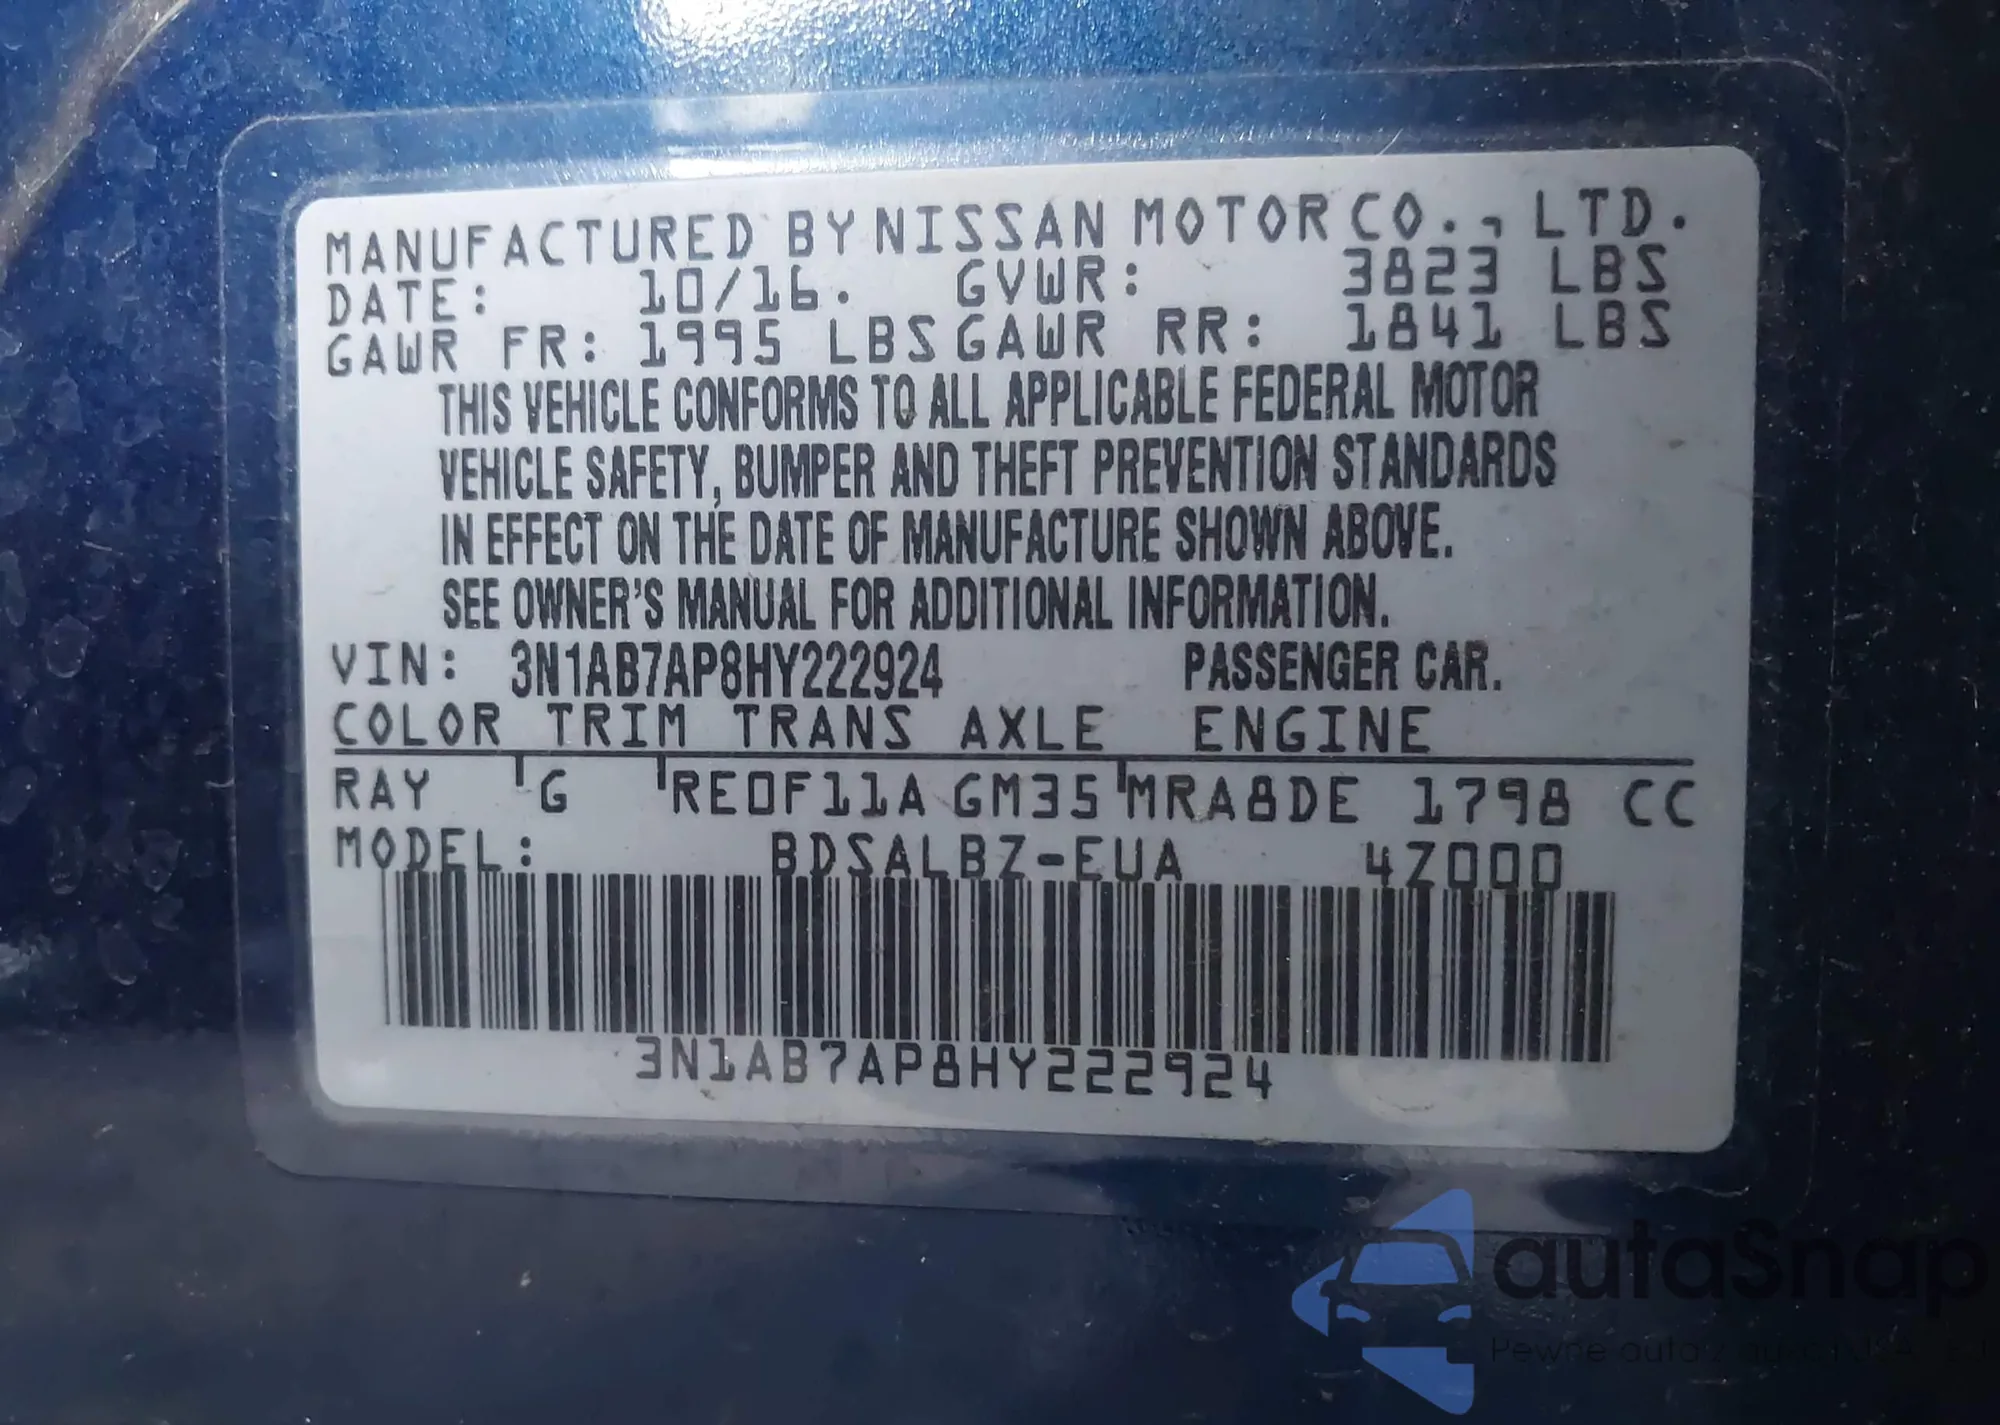 MANUFACTURED BY NISSAN MOTOR CO., LTD.
DATE: 10/16. GVWR: 3823 LBS
GAWR FR: 1995 LBS GAWR RR: 1841 LBS
THIS VEHICLE CONFORMS TO ALL APPLICABLE FEDERAL MOTOR
VEHICLE SAFETY, BUMPER AND THEFT PREVENTION STANDARDS
IN EFFECT ON THE DATE OF MANUFACTURE SHOWN ABOVE.
SEE OWNER'S MANUAL FOR ADDITIONAL INFORMATION.
VIN: 3N1AB7AP8HY222924 PASSENGER CAR.
COLOR TRIM TRANS AXLE ENGINE
RAY G RE0F11A GM35 MRA8DE 1798 CC
MODEL: BDSALBZ-EUA 4Z000
3N1AB7AP8HY222924
autaSnap
Pewne auta z